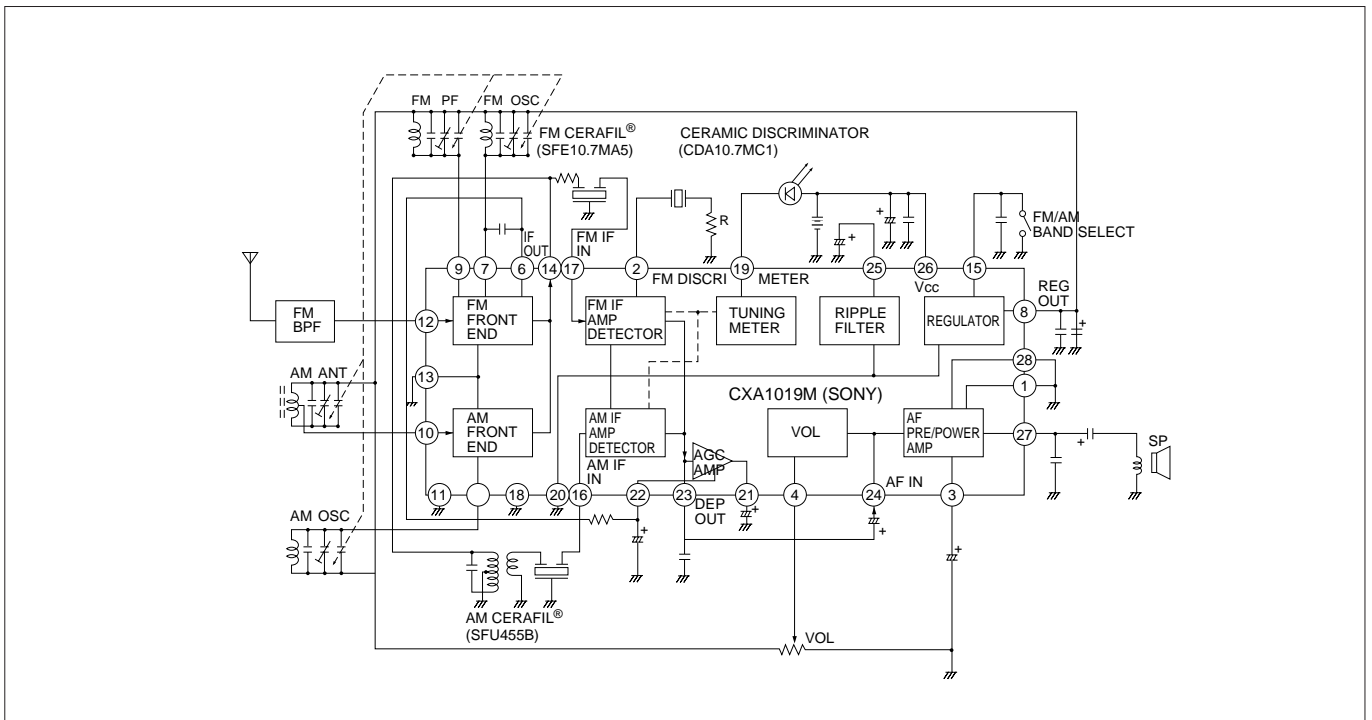 FM PF FM OSC
FM CERAFIL®
(SFE10.7MA5)
CERAMIC DISCRIMINATOR
(CDA10.7MC1)
R
FM/AM
BAND SELECT
IF
OUT
FM IF
IN
9 7 6 14 17 2 FM DISCRI 19 METER 25 26 15
Vcc
REG
OUT
8
FM
BPF
12
FM
FRONT
END
FM IF
AMP
DETECTOR
TUNING
METER
RIPPLE
FILTER
REGULATOR
28
1
AM ANT
13
CXA1019M (SONY)
10
AM
FRONT
END
AM IF
AMP
DETECTOR
VOL
AF
PRE/POWER
AMP
27
SP
AM IF
IN
AGC
AMP
11 18 20 16 22 23 21 4 24 3
DEP
OUT
AF IN
AM OSC
AM CERAFIL®
(SFU455B)
VOL